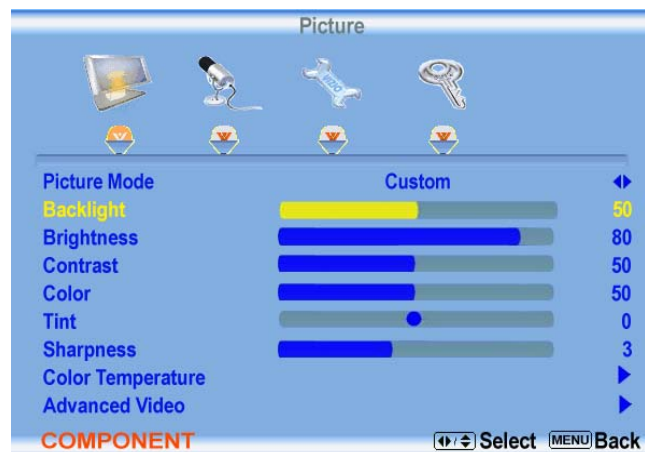 Picture
Picture Mode Custom
Backlight 50
Brightness 80
Contrast 50
Color 50
Tint 0
Sharpness 3
Color Temperature
Advanced Video
COMPONENT Select MENU Back